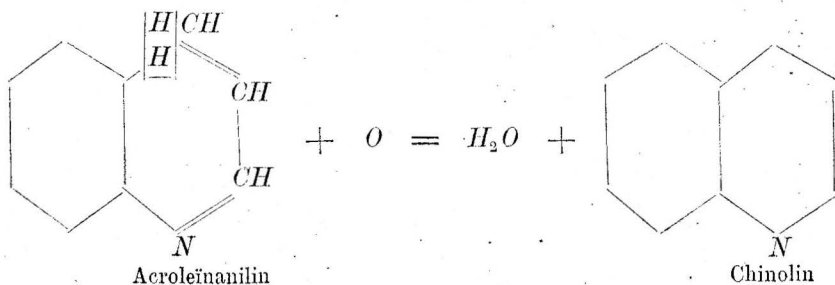 H CH
H
CH
+ O = H₂O +
CH
N N
Acroleïnanilin Chinolin